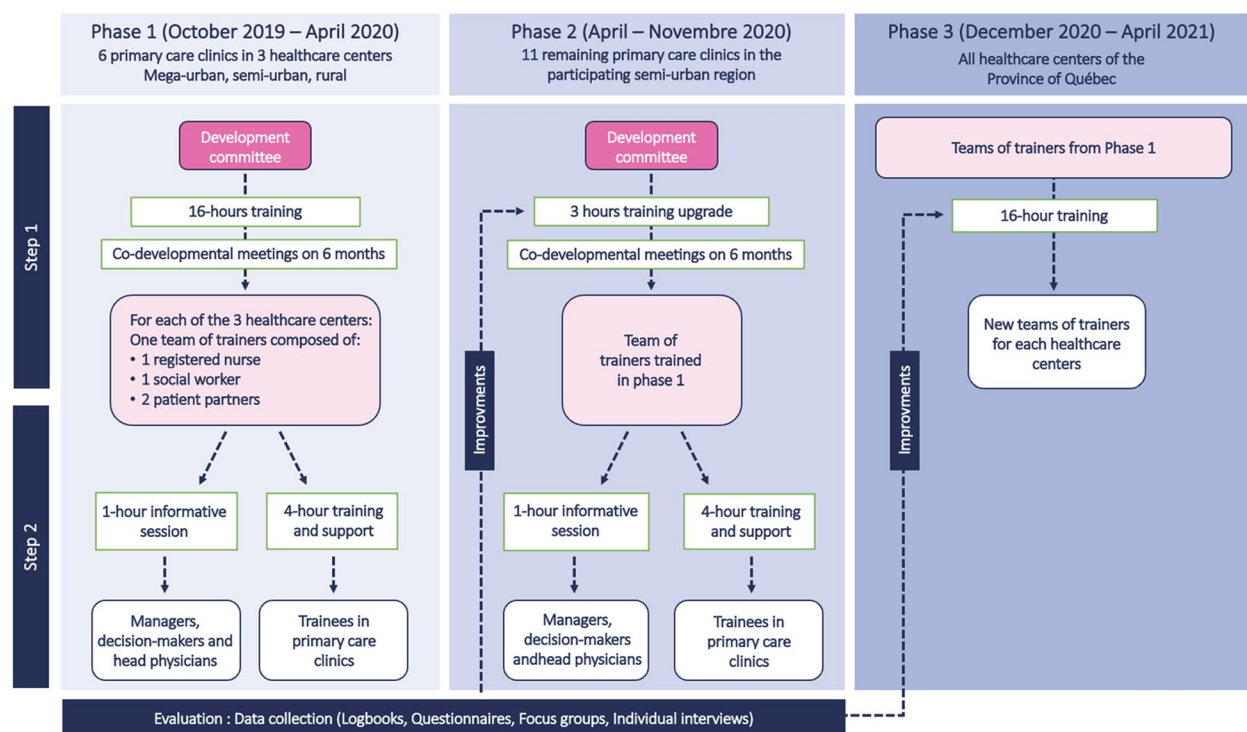 Phase 1 (October 2019 – April 2020)
6 primary care clinics in 3 healthcare centers
Mega-urban, semi-urban, rural
Phase 2 (April – Novembre 2020)
11 remaining primary care clinics in the
participating semi-urban region
Phase 3 (December 2020 – April 2021)
All healthcare centers of the
Province of Québec
Step 1
Development
committee
16-hours training
Co-developmental meetings on 6 months
For each of the 3 healthcare centers:
One team of trainers composed of:
• 1 registered nurse
• 1 social worker
• 2 patient partners
Development
committee
3 hours training upgrade
Co-developmental meetings on 6 months
Team of
trainers trained
in phase 1
Improvments
Teams of trainers from Phase 1
16-hour training
New teams of trainers
for each healthcare
centers
Improvments
Step 2
1-hour informative
session
4-hour training
and support
Managers,
decision-makers and
head physicians
Trainees in
primary care
clinics
1-hour informative
session
4-hour training
and support
Managers,
decision-makers
andhead physicians
Trainees in
primary care
clinics
Evaluation : Data collection (Logbooks, Questionnaires, Focus groups, Individual interviews)